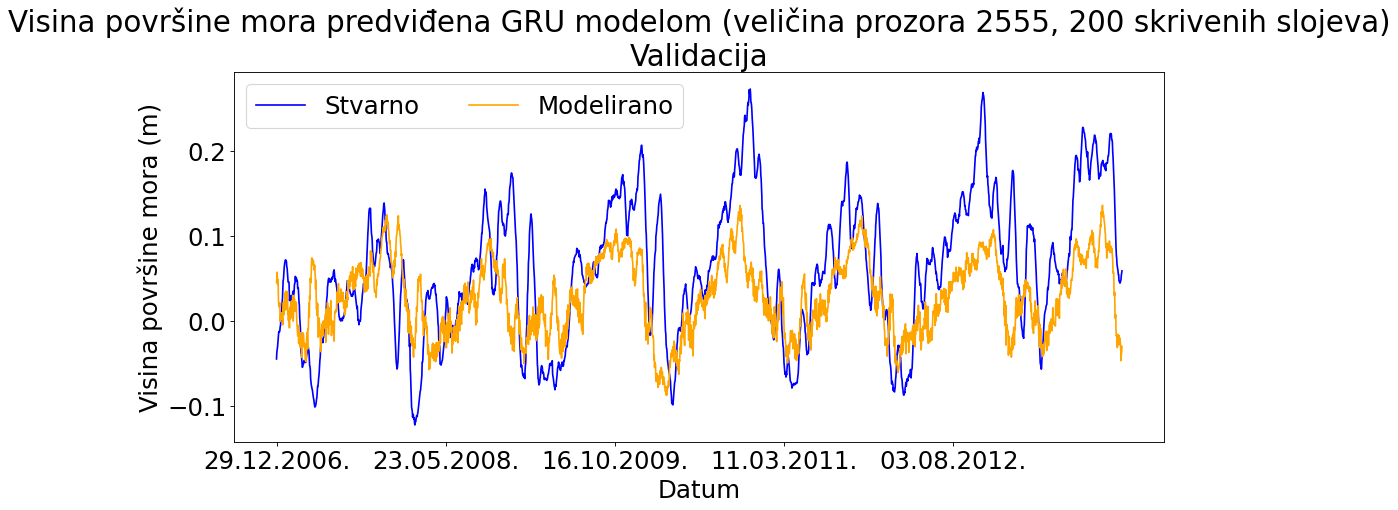 Visina površine mora predviđena GRU modelom (veličina prozora 2555, 200 skrivenih slojeva)
Validacija
Stvarno
Modelirano
Visina površine mora (m)
0.2
0.1
0.0
−0.1
29.12.2006.
23.05.2008.
16.10.2009.
11.03.2011.
03.08.2012.
Datum